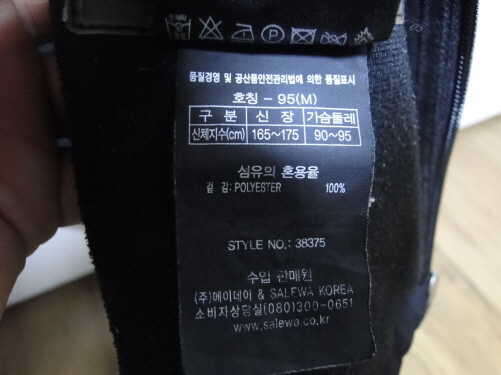 품질경영 및 공산품안전관리법에 의한 품질표시
호칭 - 95(M)
구 분 신 장 가슴둘레
신체지수(cm) 165~175 90~95
섬유의 혼용율
겉 감: POLYESTER 100%
STYLE NO.: 38375
수입 판매원
(주)에이데이 & SALEWA KOREA
소비자상담실(080)300-0651
www.salewa.co.kr